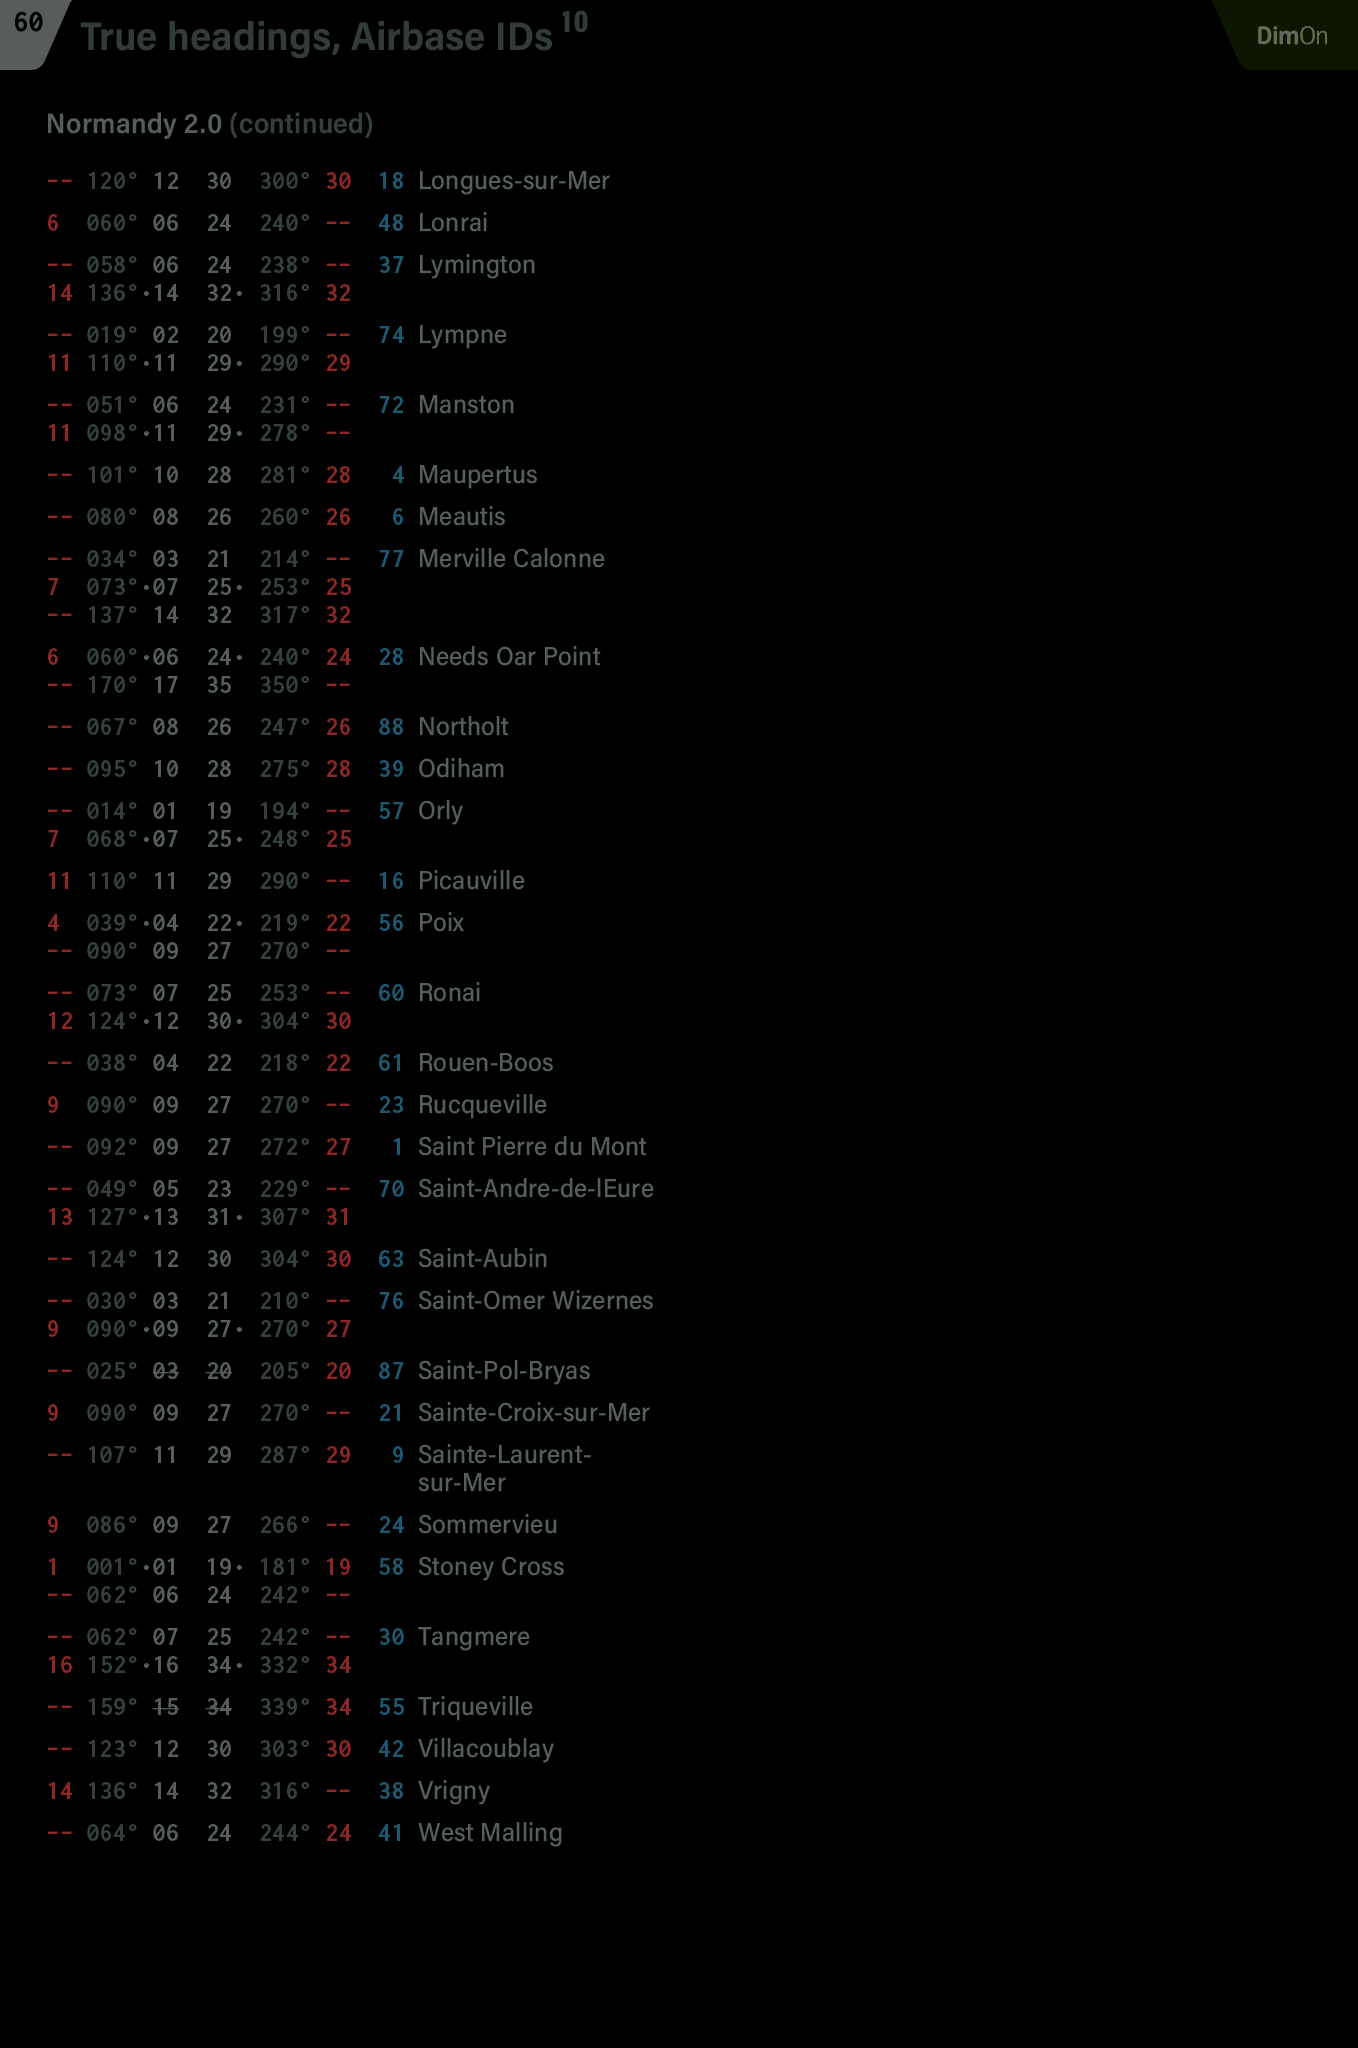 60 True headings, Airbase IDs 10 DimOn
Normandy 2.0 (continued)
-- 120° 12 30 300° 30 18 Longues-sur-Mer
6 060° 06 24 240° -- 48 Lonrai
-- 058° 06 24 238° -- 37 Lymington
14 136°·14 32· 316° 32
-- 019° 02 20 199° -- 74 Lympne
11 110°·11 29· 290° 29
-- 051° 06 24 231° -- 72 Manston
11 098°·11 29· 278° --
-- 101° 10 28 281° 28 4 Maupertus
-- 080° 08 26 260° 26 6 Meautis
-- 034° 03 21 214° -- 77 Merville Calonne
7 073°·07 25· 253° 25
-- 137° 14 32 317° 32
6 060°·06 24· 240° 24 28 Needs Oar Point
-- 170° 17 35 350° --
-- 067° 08 26 247° 26 88 Northolt
-- 095° 10 28 275° 28 39 Odiham
-- 014° 01 19 194° -- 57 Orly
7 068°·07 25· 248° 25
11 110° 11 29 290° -- 16 Picauville
4 039°·04 22· 219° 22 56 Poix
-- 090° 09 27 270° --
-- 073° 07 25 253° -- 60 Ronai
12 124°·12 30· 304° 30
-- 038° 04 22 218° 22 61 Rouen-Boos
9 090° 09 27 270° -- 23 Rucqueville
-- 092° 09 27 272° 27 1 Saint Pierre du Mont
-- 049° 05 23 229° -- 70 Saint-Andre-de-lEure
13 127°·13 31· 307° 31
-- 124° 12 30 304° 30 63 Saint-Aubin
-- 030° 03 21 210° -- 76 Saint-Omer Wizernes
9 090°·09 27· 270° 27
-- 025° 03 20 205° 20 87 Saint-Pol-Bryas
9 090° 09 27 270° -- 21 Sainte-Croix-sur-Mer
-- 107° 11 29 287° 29 9 Sainte-Laurent-
sur-Mer
9 086° 09 27 266° -- 24 Sommervieu
1 001°·01 19· 181° 19 58 Stoney Cross
-- 062° 06 24 242° --
-- 062° 07 25 242° -- 30 Tangmere
16 152°·16 34· 332° 34
-- 159° 15 34 339° 34 55 Triqueville
-- 123° 12 30 303° 30 42 Villacoublay
14 136° 14 32 316° -- 38 Vrigny
-- 064° 06 24 244° 24 41 West Malling